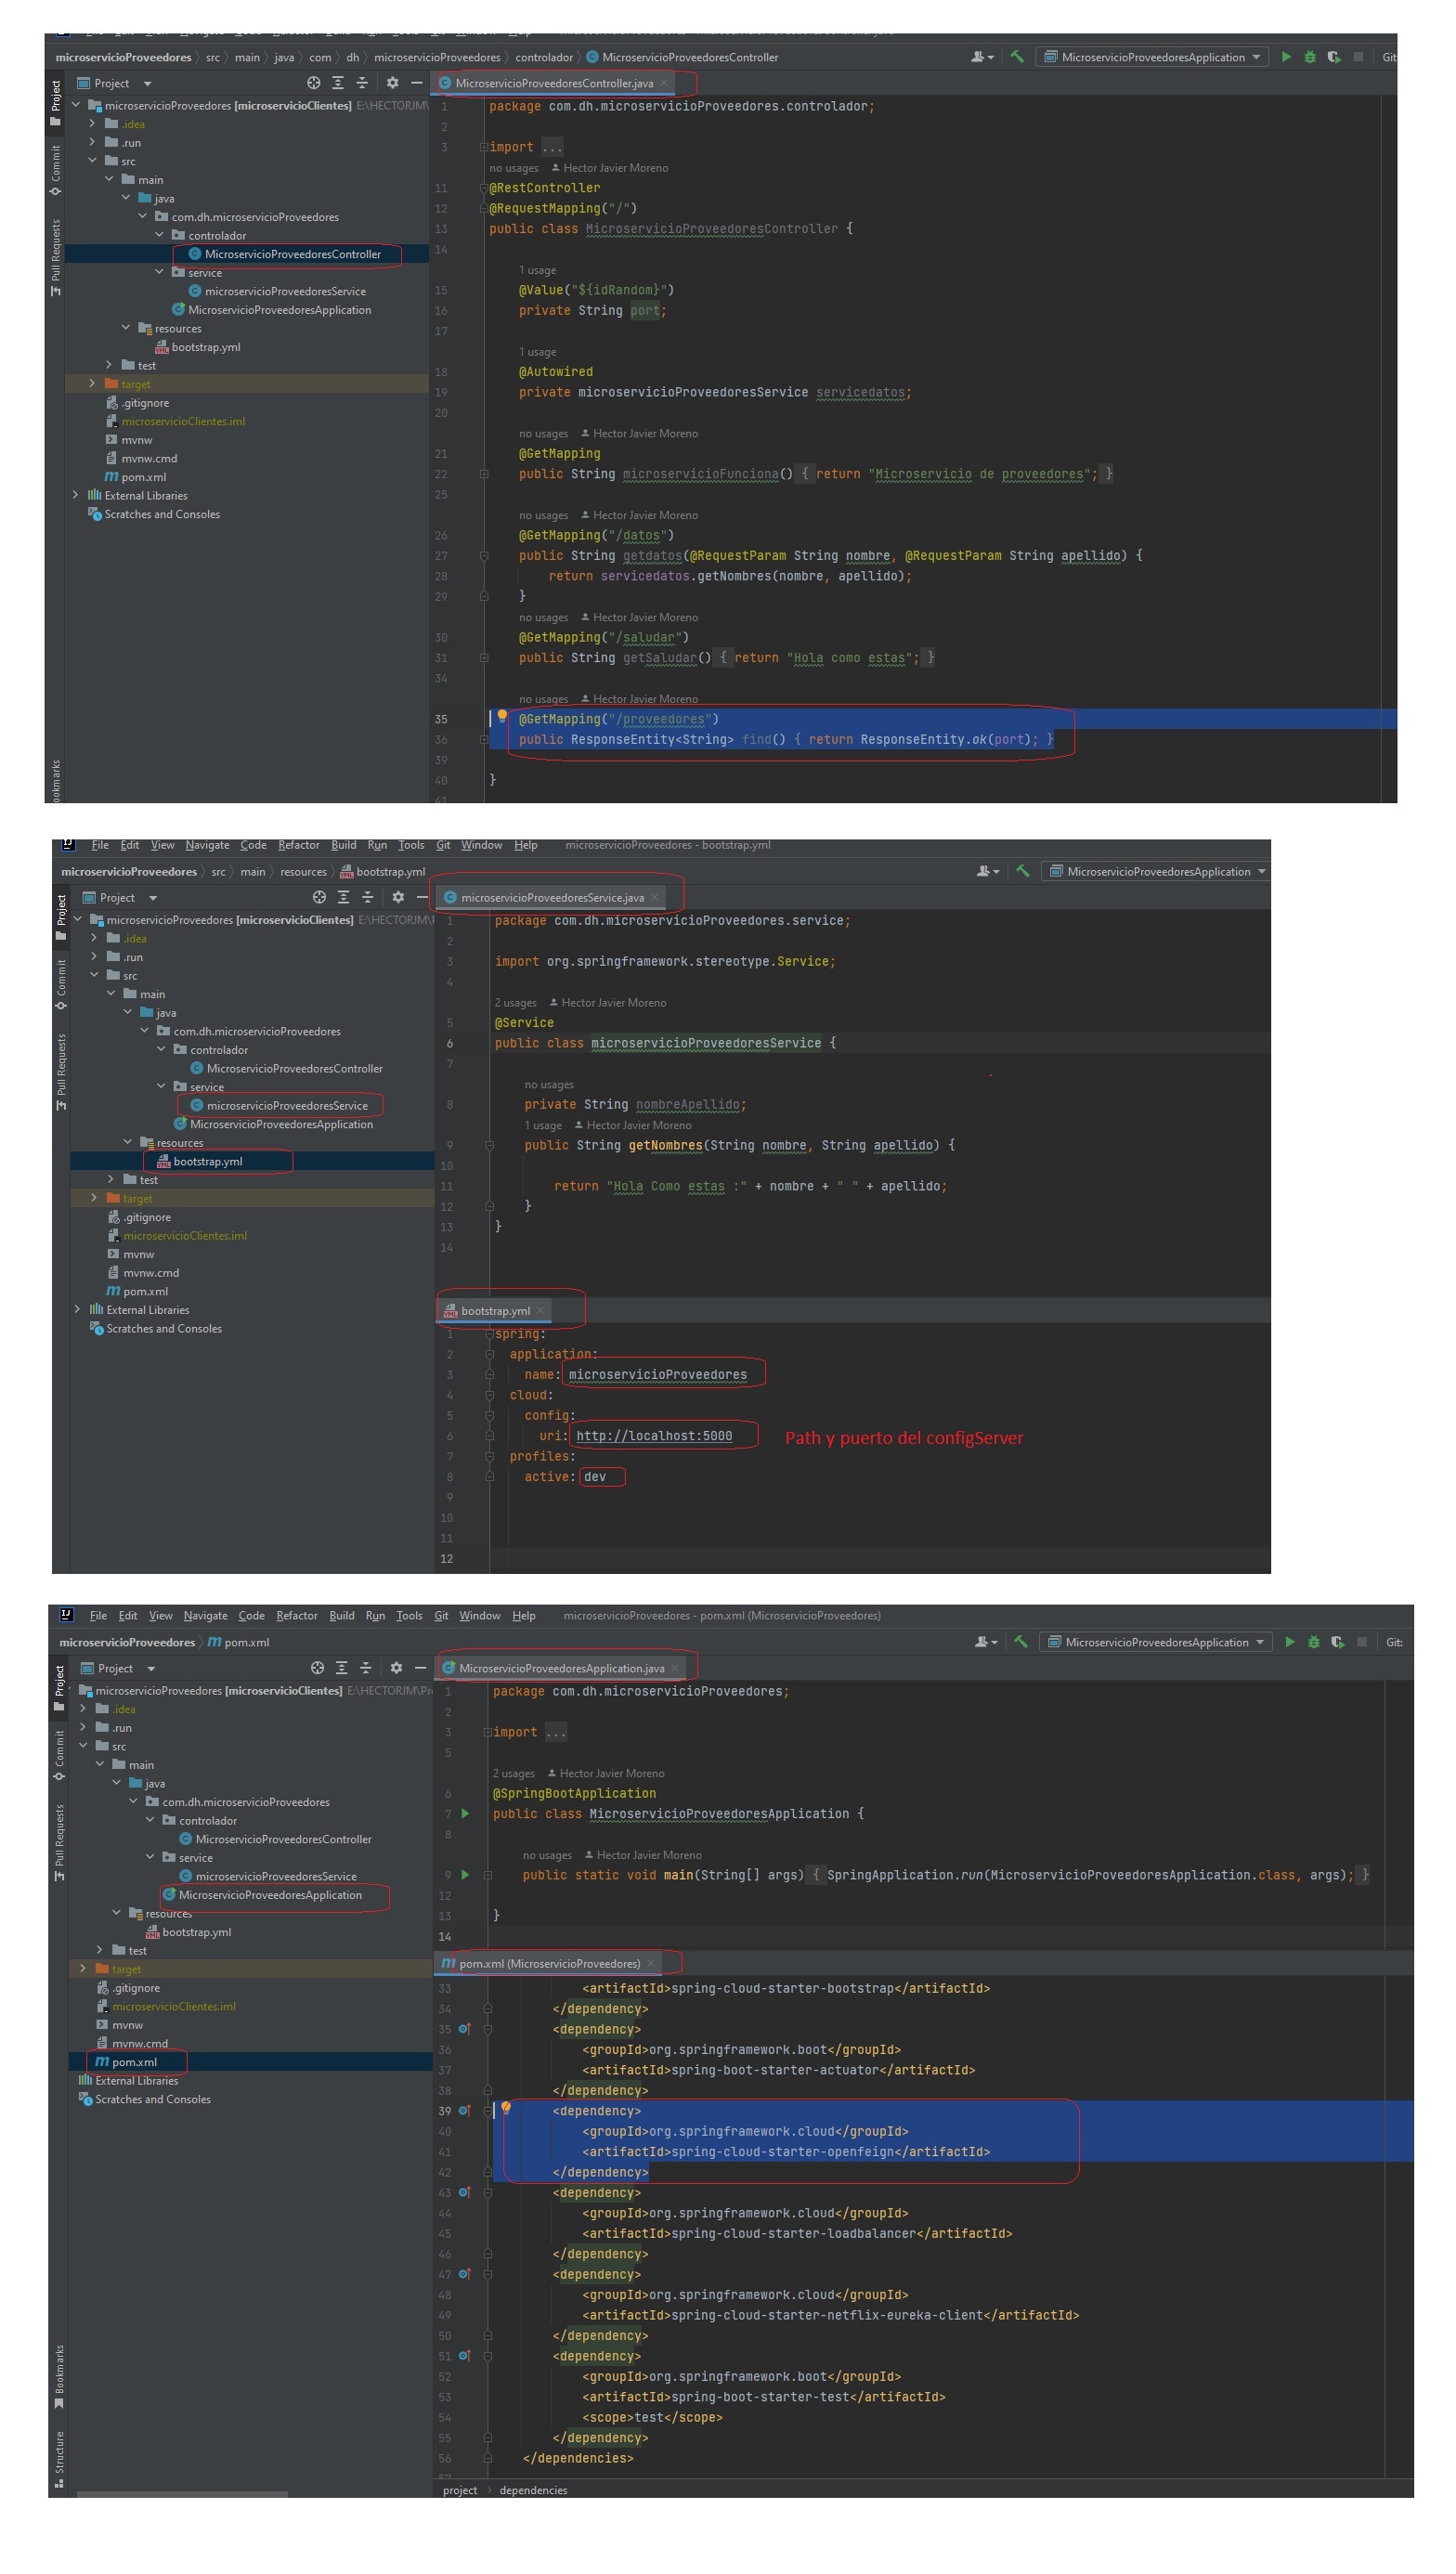 microservicioProveedores src main java com dh microservicioProveedores controlador MicroservicioProveedoresController MicroservicioProveedoresApplication Git
Project
microservicioProveedores [microservicioClientes] E:\HECTORJM\
.idea
.run
src
main
java
com.dh.microservicioProveedores
controlador
MicroservicioProveedoresController
service
microservicioProveedoresService
MicroservicioProveedoresApplication
resources
bootstrap.yml
test
target
.gitignore
microservicioClientes.iml
mvnw
mvnw.cmd
pom.xml
External Libraries
Scratches and Consoles
Project
Commit
Pull Requests
ookmarks
MicroservicioProveedoresController.java
1 package com.dh.microservicioProveedores.controlador;
2
3 import ...
no usages Hector Javier Moreno
11 @RestController
12 @RequestMapping("/")
13 public class MicroservicioProveedoresController {
14
1 usage
15 @Value("${idRandom}")
16 private String port;
17
1 usage
18 @Autowired
19 private microservicioProveedoresService servicedatos;
20
no usages Hector Javier Moreno
21 @GetMapping
22 public String microservicioFunciona() { return "Microservicio de proveedores"; }
25
no usages Hector Javier Moreno
26 @GetMapping("/datos")
27 public String getdatos(@RequestParam String nombre, @RequestParam String apellido) {
28 return servicedatos.getNombres(nombre, apellido);
29 }
no usages Hector Javier Moreno
30 @GetMapping("/saludar")
31 public String getSaludar() { return "Hola como estas"; }
34
no usages Hector Javier Moreno
35 @GetMapping("/proveedores")
36 public ResponseEntity<String> find() { return ResponseEntity.ok(port); }
39
40 }
41
File Edit View Navigate Code Refactor Build Run Tools Git Window Help microservicioProveedores - bootstrap.yml
microservicioProveedores src main resources bootstrap.yml MicroservicioProveedoresApplication
Project
microservicioProveedores [microservicioClientes] E:\HECTORJM\
.idea
.run
src
main
java
com.dh.microservicioProveedores
controlador
MicroservicioProveedoresController
service
microservicioProveedoresService
MicroservicioProveedoresApplication
resources
bootstrap.yml
test
target
.gitignore
microservicioClientes.iml
mvnw
mvnw.cmd
pom.xml
External Libraries
Scratches and Consoles
Project
Commit
Pull Requests
microservicioProveedoresService.java
1 package com.dh.microservicioProveedores.service;
2
3 import org.springframework.stereotype.Service;
4
2 usages Hector Javier Moreno
5 @Service
6 public class microservicioProveedoresService {
7
no usages
8 private String nombreApellido;
1 usage Hector Javier Moreno
9 public String getNombres(String nombre, String apellido) {
10
11 return "Hola Como estas :" + nombre + " " + apellido;
12 }
13 }
14
bootstrap.yml
1 spring:
2 application:
3 name: microservicioProveedores
4 cloud:
5 config:
6 uri: http://localhost:5000
Path y puerto del configServer
7 profiles:
8 active: dev
9
10
11
12
File Edit View Navigate Code Refactor Build Run Tools Git Window Help microservicioProveedores - pom.xml (MicroservicioProveedores)
microservicioProveedores pom.xml MicroservicioProveedoresApplication Git:
Project
microservicioProveedores [microservicioClientes] E:\HECTORJM\Pr
.idea
.run
src
main
java
com.dh.microservicioProveedores
controlador
MicroservicioProveedoresController
service
microservicioProveedoresService
MicroservicioProveedoresApplication
resources
bootstrap.yml
test
target
.gitignore
microservicioClientes.iml
mvnw
mvnw.cmd
pom.xml
External Libraries
Scratches and Consoles
Project
Commit
Pull Requests
Bookmarks
Structure
MicroservicioProveedoresApplication.java
1 package com.dh.microservicioProveedores;
2
3 import ...
5
2 usages Hector Javier Moreno
6 @SpringBootApplication
7 public class MicroservicioProveedoresApplication {
8
no usages Hector Javier Moreno
9 public static void main(String[] args) { SpringApplication.run(MicroservicioProveedoresApplication.class, args); }
12
13 }
14
pom.xml (MicroservicioProveedores)
33 <artifactId>spring-cloud-starter-bootstrap</artifactId>
34 </dependency>
35 <dependency>
36 <groupId>org.springframework.boot</groupId>
37 <artifactId>spring-boot-starter-actuator</artifactId>
38 </dependency>
39 <dependency>
40 <groupId>org.springframework.cloud</groupId>
41 <artifactId>spring-cloud-starter-openfeign</artifactId>
42 </dependency>
43 <dependency>
44 <groupId>org.springframework.cloud</groupId>
45 <artifactId>spring-cloud-starter-loadbalancer</artifactId>
46 </dependency>
47 <dependency>
48 <groupId>org.springframework.cloud</groupId>
49 <artifactId>spring-cloud-starter-netflix-eureka-client</artifactId>
50 </dependency>
51 <dependency>
52 <groupId>org.springframework.boot</groupId>
53 <artifactId>spring-boot-starter-test</artifactId>
54 <scope>test</scope>
55 </dependency>
56 </dependencies>
project dependencies